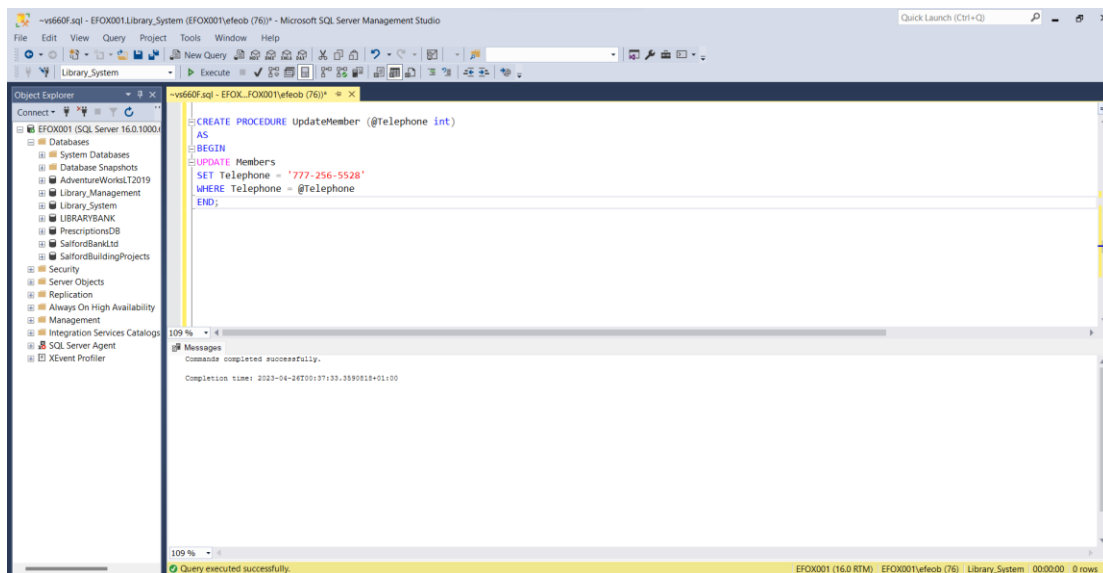 ~vs660F.sql - EFOX001.Library_System (EFOX001\efeob (76))* - Microsoft SQL Server Management Studio
Quick Launch (Ctrl+Q)
File Edit View Query Project Tools Window Help
New Query
Library_System
Execute
Object Explorer
~vs660F.sql - EFOX...FOX001\efeob (76))*
Connect
EFOX001 (SQL Server 16.0.1000.
Databases
System Databases
Database Snapshots
AdventureWorksLT2019
Library_Management
Library_System
LIBRARYBANK
PrescriptionsDB
SalfordBankLtd
SalfordBuildingProjects
Security
Server Objects
Replication
Always On High Availability
Management
Integration Services Catalogs
SQL Server Agent
XEvent Profiler
CREATE PROCEDURE UpdateMember (@Telephone int)
AS
BEGIN
UPDATE Members
SET Telephone = '777-256-5528'
WHERE Telephone = @Telephone
END;
109 %
Messages
Commands completed successfully.
Completion time: 2023-04-26T00:37:33.3590818+01:00
109 %
Query executed successfully.
EFOX001 (16.0 RTM) EFOX001\efeob (76) Library_System 00:00:00 0 rows